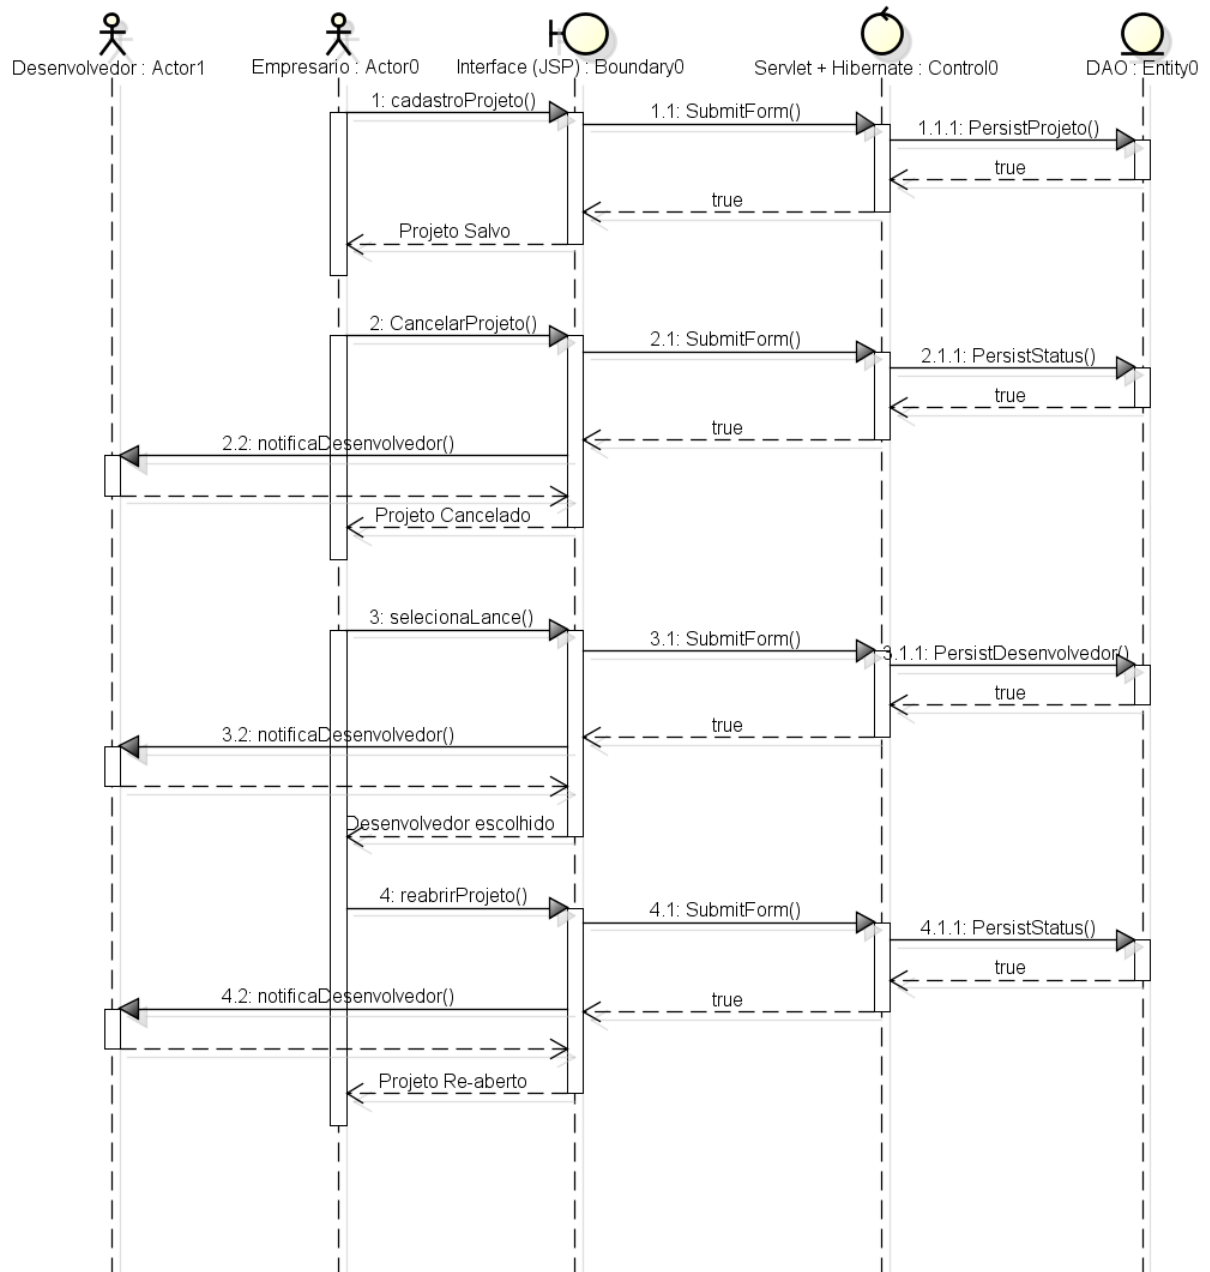 Desenvolvedor : Actor1
Empresario : Actor0
Interface (JSP) : Boundary0
Servlet + Hibernate : Control0
DAO : Entity0
1: cadastroProjeto()
1.1: SubmitForm()
1.1.1: PersistProjeto()
true
true
Projeto Salvo
2: CancelarProjeto()
2.1: SubmitForm()
2.1.1: PersistStatus()
true
true
2.2: notificaDesenvolvedor()
Projeto Cancelado
3: selecionaLance()
3.1: SubmitForm()
3.1.1: PersistDesenvolvedor()
true
true
3.2: notificaDesenvolvedor()
Desenvolvedor escolhido
4: reabrirProjeto()
4.1: SubmitForm()
4.1.1: PersistStatus()
true
true
4.2: notificaDesenvolvedor()
Projeto Re-aberto